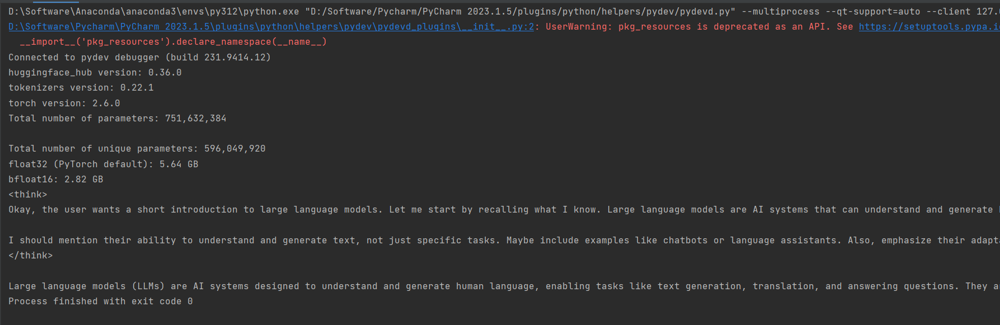 D:\Software\Anaconda\anaconda3\envs\py312\python.exe "D:/Software/Pycharm/PyCharm 2023.1.5/plugins/python/helpers/pydev/pydevd.py" --multiprocess --qt-support=auto --client 127.
D:\Software\Pycharm\PyCharm 2023.1.5\plugins\python\helpers\pydev\pydevd_plugins\__init__.py:2: UserWarning: pkg_resources is deprecated as an API. See https://setuptools.pypa.i
__import__('pkg_resources').declare_namespace(__name__)
Connected to pydev debugger (build 231.9414.12)
huggingface_hub version: 0.36.0
tokenizers version: 0.22.1
torch version: 2.6.0
Total number of parameters: 751,632,384
Total number of unique parameters: 596,049,920
float32 (PyTorch default): 5.64 GB
bfloat16: 2.82 GB
<think>
Okay, the user wants a short introduction to large language models. Let me start by recalling what I know. Large language models are AI systems that can understand and generate
I should mention their ability to understand and generate text, not just specific tasks. Maybe include examples like chatbots or language assistants. Also, emphasize their adapt
</think>
Large language models (LLMs) are AI systems designed to understand and generate human language, enabling tasks like text generation, translation, and answering questions. They a
Process finished with exit code 0